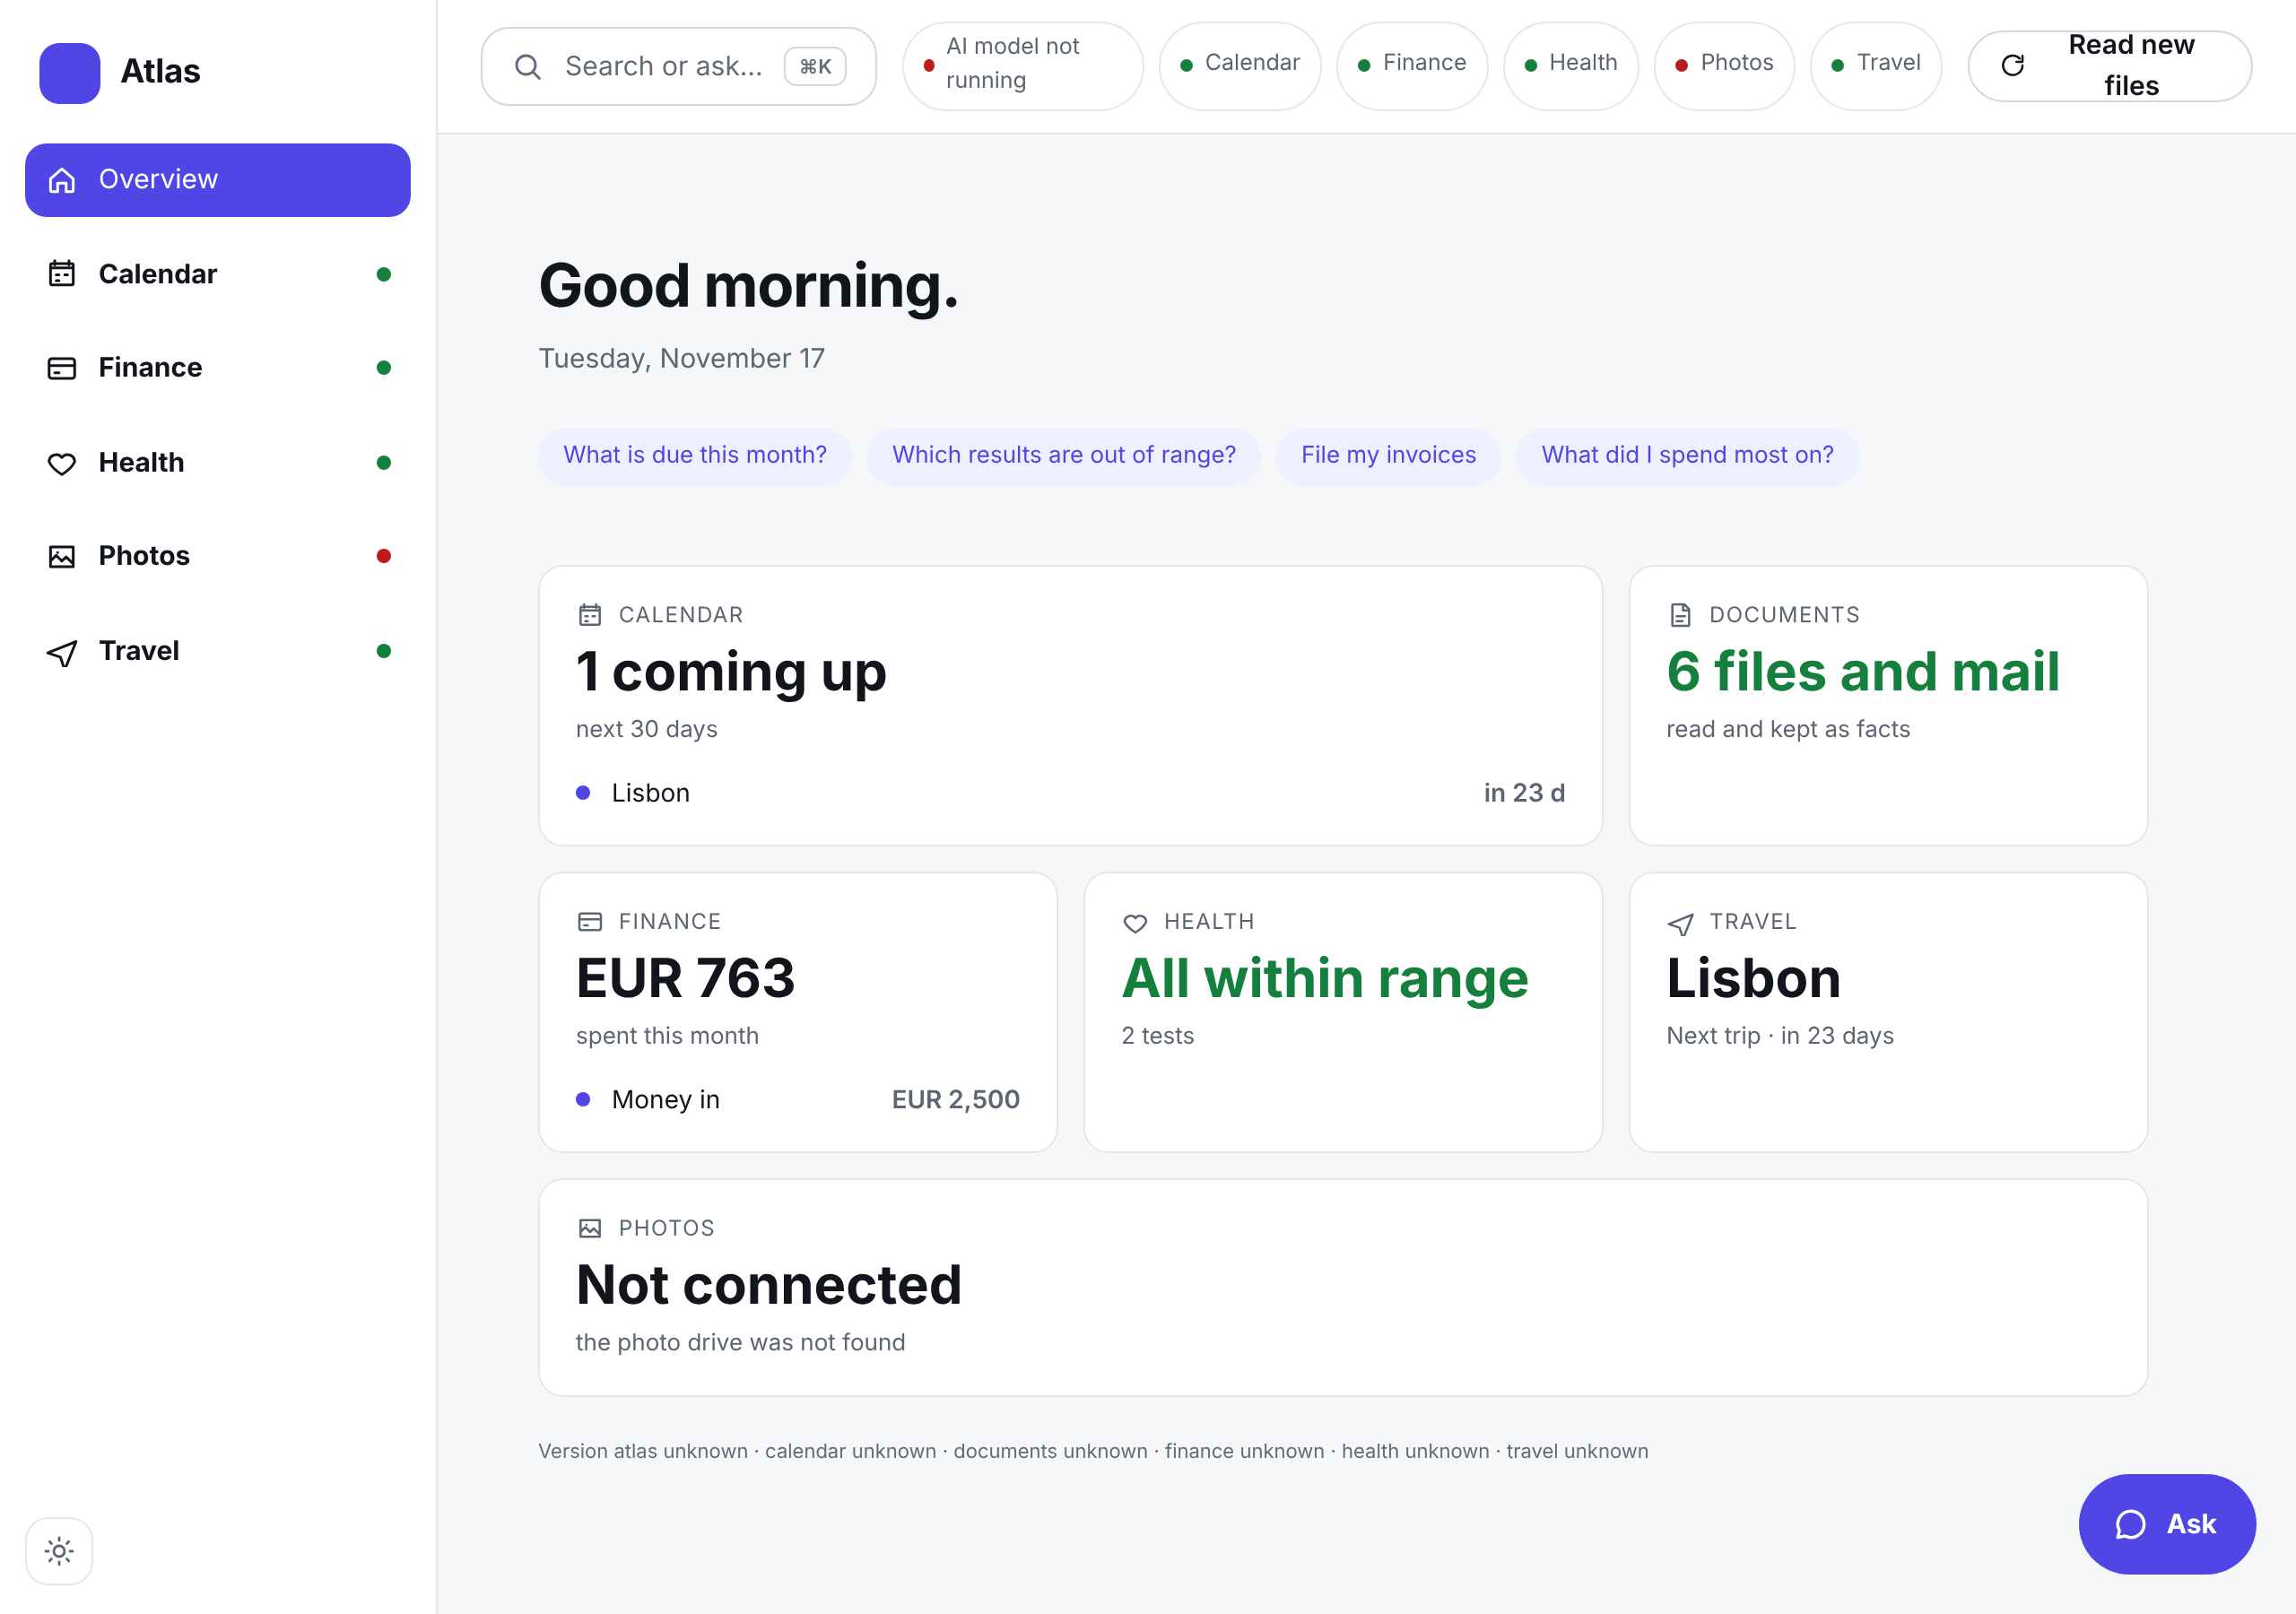 Atlas
Search or ask...
⌘K
AI model not
running
Calendar
Finance
Health
Photos
Travel
Read new
files
Overview
Calendar
Finance
Health
Photos
Travel
Good morning.
Tuesday, November 17
What is due this month?
Which results are out of range?
File my invoices
What did I spend most on?
CALENDAR
1 coming up
next 30 days
Lisbon
in 23 d
DOCUMENTS
6 files and mail
read and kept as facts
FINANCE
EUR 763
spent this month
Money in
EUR 2,500
HEALTH
All within range
2 tests
TRAVEL
Lisbon
Next trip · in 23 days
PHOTOS
Not connected
the photo drive was not found
Version atlas unknown · calendar unknown · documents unknown · finance unknown · health unknown · travel unknown
Ask